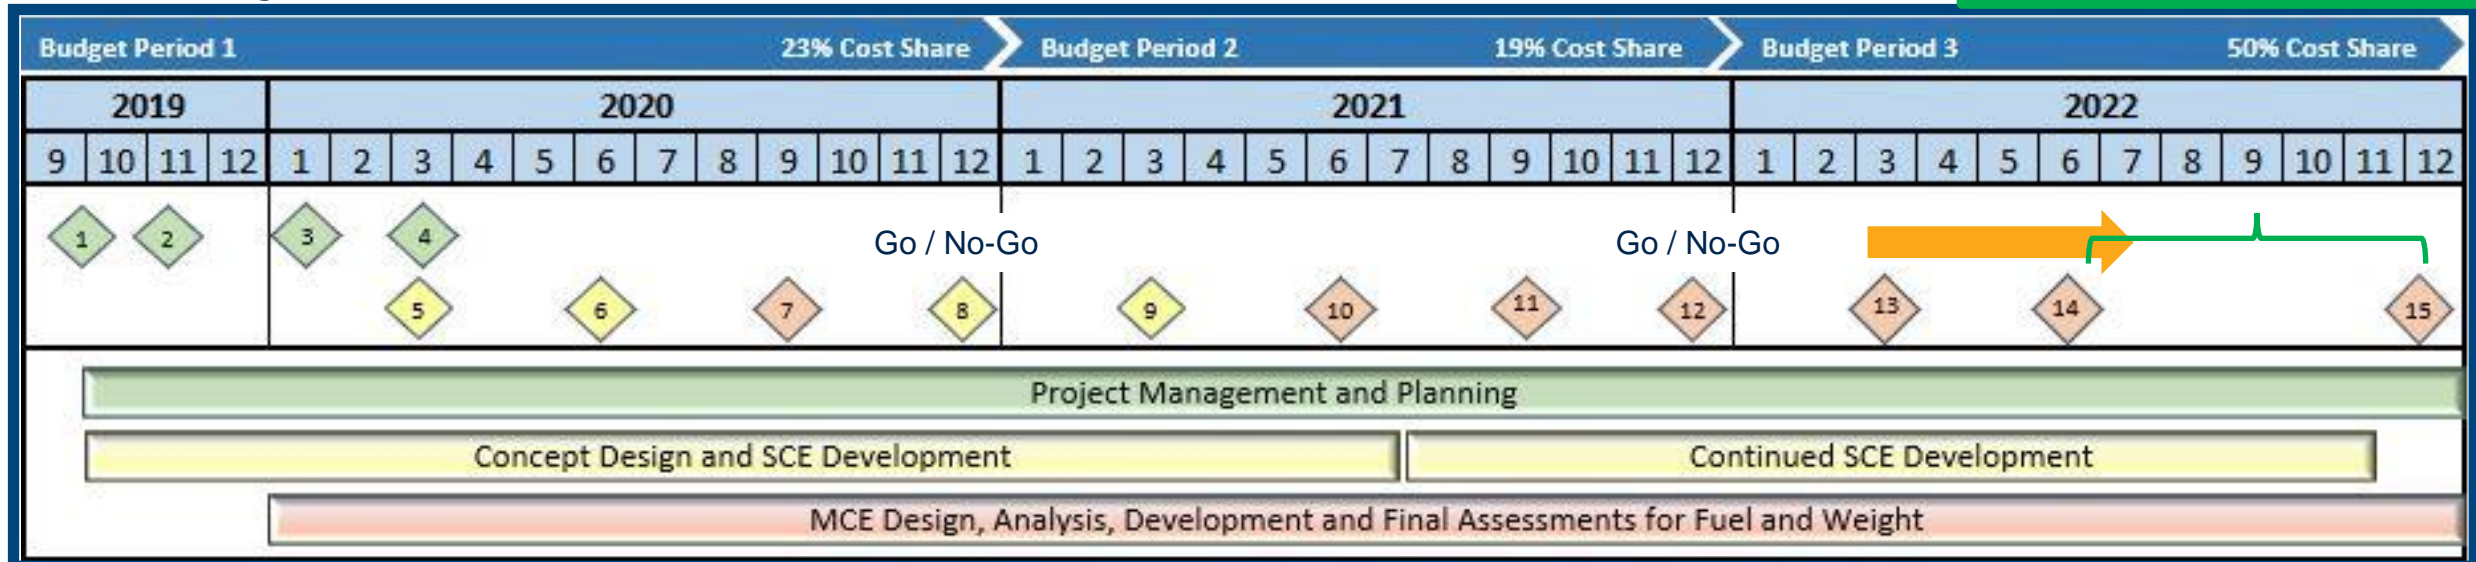 Budget Period 1 23% Cost Share Budget Period 2 19% Cost Share Budget Period 3 50% Cost Share
2019 2020 2021 2022
9 10 11 12 1 2 3 4 5 6 7 8 9 10 11 12 1 2 3 4 5 6 7 8 9 10 11 12 1 2 3 4 5 6 7 8 9 10 11 12
1 2 3 4 Go / No-Go Go / No-Go
5 6 7 8 9 10 11 12 13 14 15
Project Management and Planning
Concept Design and SCE Development Continued SCE Development
MCE Design, Analysis, Development and Final Assessments for Fuel and Weight